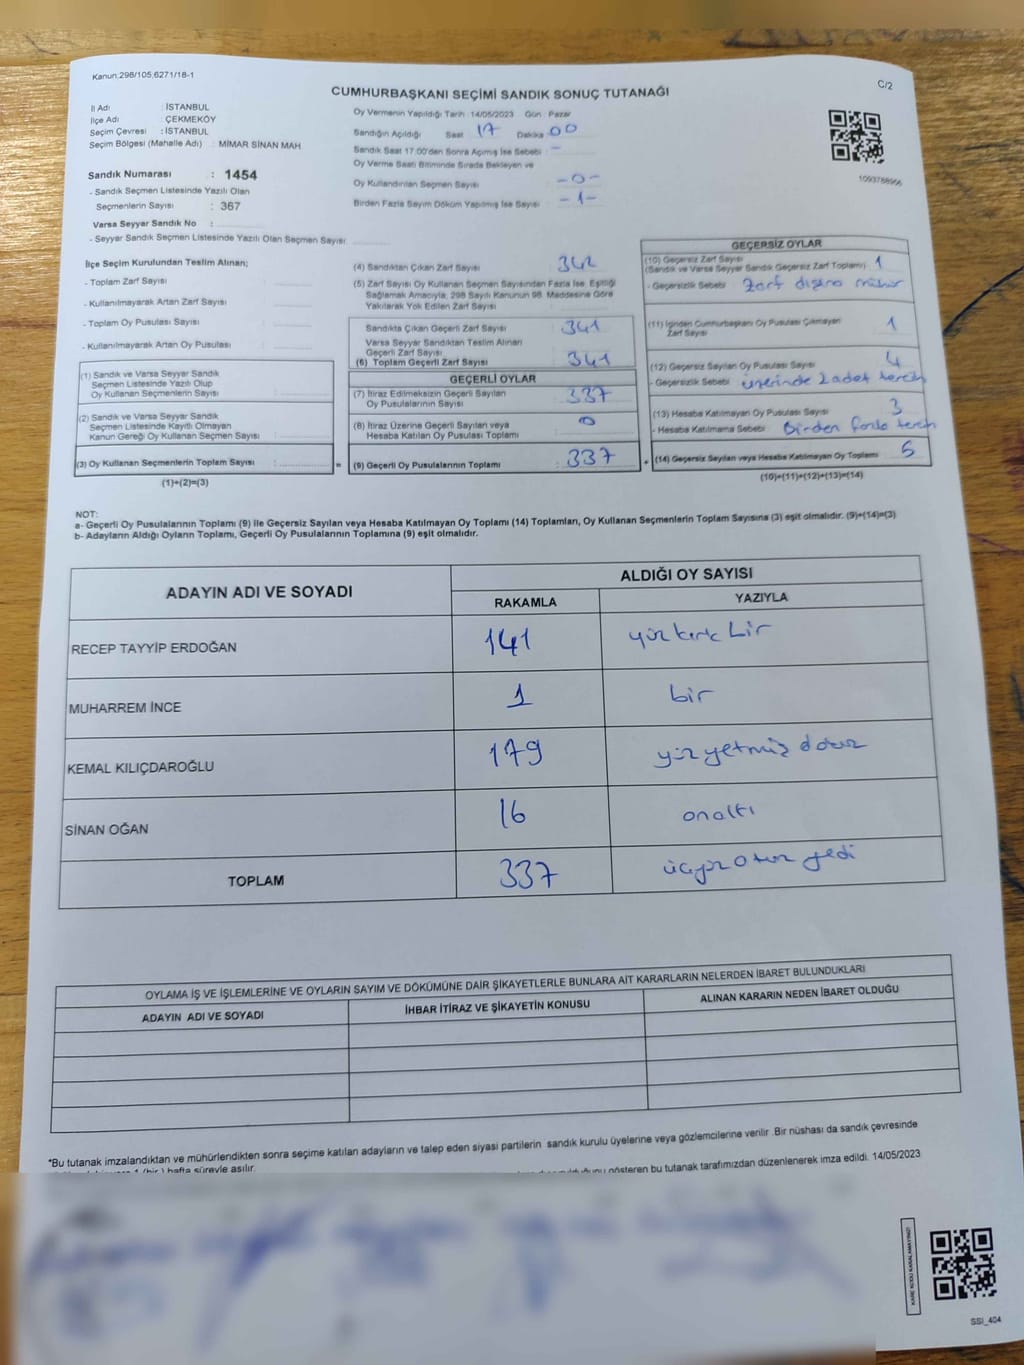 Kanun.298/105,6271/18-1
C/2
CUMHURBAŞKANI SEÇİMİ SANDIK SONUÇ TUTANAĞI
İl Adı : İSTANBUL
İlçe Adı : ÇEKMEKÖY
Seçim Çevresi : İSTANBUL
Seçim Bölgesi (Mahalle Adı) : MİMAR SİNAN MAH
Sandık Numarası : 1454
- Sandık Seçmen Listesinde Yazılı Olan
Seçmenlerin Sayısı : 367
Varsa Seyyar Sandık No :
- Seyyar Sandık Seçmen Listesinde Yazılı Olan Seçmen Sayısı:
Oy Vermenin Yapıldığı Tarih 14/05/2023 Gün : Pazar
Sandığın Açıldığı Saat 17 Dakika 00
Sandık Saat 17:00'den Sonra Açımış İse Sebebi : -
Oy Verme Saati Bitiminde Sırada Bekleyen ve
Oy Kullandırılan Seçmen Sayısı -0-
Birden Fazla Sayım Döküm Yapılmış İse Sayısı -1-
1093788966
İlçe Seçim Kurulundan Teslim Alınan;
- Toplam Zarf Sayısı :
- Kullanılmayarak Artan Zarf Sayısı :
- Toplam Oy Pusulası Sayısı :
- Kullanılmayarak Artan Oy Pusulası :
(1) Sandık ve Varsa Seyyar Sandık
Seçmen Listesinde Yazılı Olup
Oy Kullanan Seçmenlerin Sayısı :
(2) Sandık ve Varsa Seyyar Sandık
Seçmen Listesinde Kayıtlı Olmayan
Kanun Gereği Oy Kullanan Seçmen Sayısı :
(3) Oy Kullanan Seçmenlerin Toplam Sayısı : =
(1)+(2)=(3)
(4) Sandıktan Çıkan Zarf Sayısı : 342
(5) Zarf Sayısı Oy Kullanan Seçmen Sayısından Fazla İse, Eşitliği
Sağlamak Amacıyla, 298 Sayılı Kanunun 98. Maddesine Göre
Yakılarak Yok Edilen Zarf Sayısı :
Sandıkta Çıkan Geçerli Zarf Sayısı : 341
Varsa Seyyar Sandıktan Teslim Alınan
Geçerli Zarf Sayısı :
(6) Toplam Geçerli Zarf Sayısı : 341
GEÇERLİ OYLAR
(7) İtiraz Edilmeksizin Geçerli Sayılan
Oy Pusulalarının Sayısı : 337
(8) İtiraz Üzerine Geçerli Sayılan veya
Hesaba Katılan Oy Pusulası Toplamı : 0
(9) Geçerli Oy Pusulalarının Toplamı : 337 +
GEÇERSİZ OYLAR
(10) Geçersiz Zarf Sayısı
(Sandık ve Varsa Seyyar Sandık Geçersiz Zarf Toplamı) : 1
- Geçersizlik Sebebi : Zarf dışına mühür
(11) İçinden Cumhurbaşkanı Oy Pusulası Çıkmayan
Zarf Sayısı : 1
(12) Geçersiz Sayılan Oy Pusulası Sayısı : 4
- Geçersizlik Sebebi : üzerinde 2 adet tercih
(13) Hesaba Katılmayan Oy Pusulası Sayısı : 3
- Hesaba Katılmama Sebebi : Birden fazla tercih
(14) Geçersiz Sayılan veya Hesaba Katılmayan Oy Toplamı : 5
(10)+(11)+(12)+(13)=(14)
NOT:
a- Geçerli Oy Pusulalarının Toplamı (9) ile Geçersiz Sayılan veya Hesaba Katılmayan Oy Toplamı (14) Toplamları, Oy Kullanan Seçmenlerin Toplam Sayısına (3) eşit olmalıdır. (9)+(14)=(3)
b- Adayların Aldığı Oyların Toplamı, Geçerli Oy Pusulalarının Toplamına (9) eşit olmalıdır.
ADAYIN ADI VE SOYADI
ALDIĞI OY SAYISI
RAKAMLA YAZIYLA
RECEP TAYYİP ERDOĞAN 141 yüz kırk bir
MUHARREM İNCE 1 bir
KEMAL KILIÇDAROĞLU 179 yüz yetmiş dokuz
SİNAN OĞAN 16 onaltı
TOPLAM 337 üçyüz otuz yedi
OYLAMA İŞ VE İŞLEMLERİNE VE OYLARIN SAYIM VE DÖKÜMÜNE DAİR ŞİKAYETLERLE BUNLARA AİT KARARLARIN NELERDEN İBARET BULUNDUKLARI
ADAYIN ADI VE SOYADI İHBAR İTİRAZ VE ŞİKAYETİN KONUSU ALINAN KARARIN NEDEN İBARET OLDUĞU
*Bu tutanak imzalandıktan ve mühürlendikten sonra seçime katılan adayların ve talep eden siyasi partilerin sandık kurulu üyelerine veya gözlemcilerine verilir .Bir nüshası da sandık çevresinde
1 (bir ) hafta süreyle asılır. gösteren bu tutanak tarafımızdan düzenlenerek imza edildi. 14/05/2023
KARE KODU KARALAMAYINIZ!
SSI_404